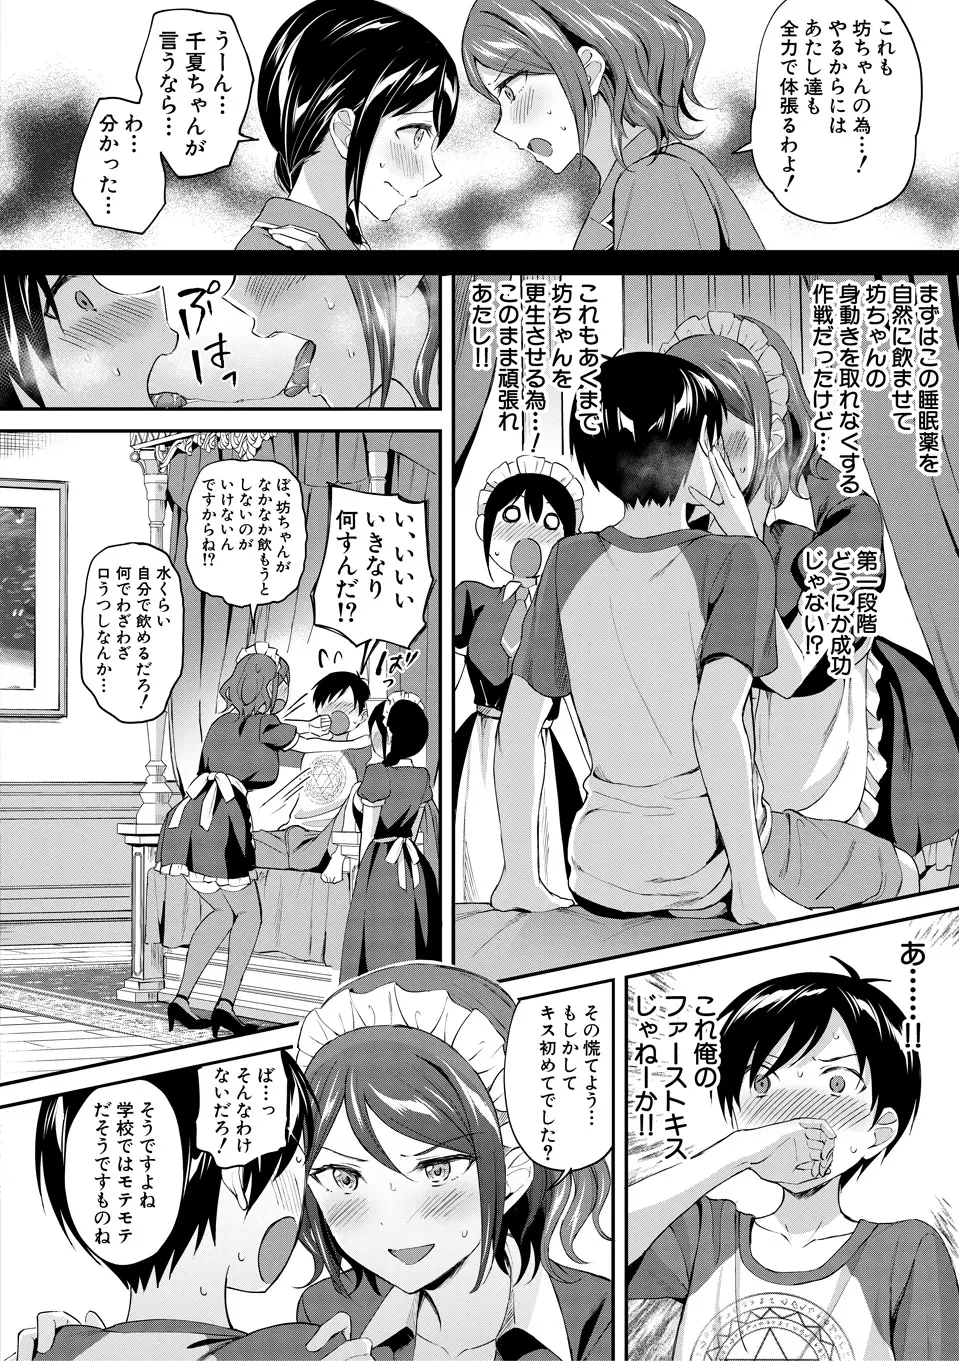 これも
坊ちゃんの為…!
やるからには
あたし達も
全力で体張るわよ!
うーん…
千夏ちゃんが
言うなら…
わ…
分かった…
まずはこの睡眠薬を
自然に飲ませて
坊ちゃんの
身動きを取れなくする
作戦だったけど…
これもあくまで
坊ちゃんを
更生させる為…!
このまま頑張れ
あたし!!
第一段階
どうにか成功
じゃない!?
ぷはっ
い、いいい
いきなり
何すんだ!?
ぼ、坊ちゃんが
なかなか飲もうと
しないのが
いけないん
ですからね!?
水くらい
自分で飲めるだろ!
何でわざわざ
口うつしなんか…
ばっ
あ……!!
これ俺の
ファーストキス
じゃねーか!!
その慌てよう…
もしかして
キス初めてでした?
ば…っ
そんなわけ
ないだろ!
そうですよね
学校ではモテモテ
だそうですものね